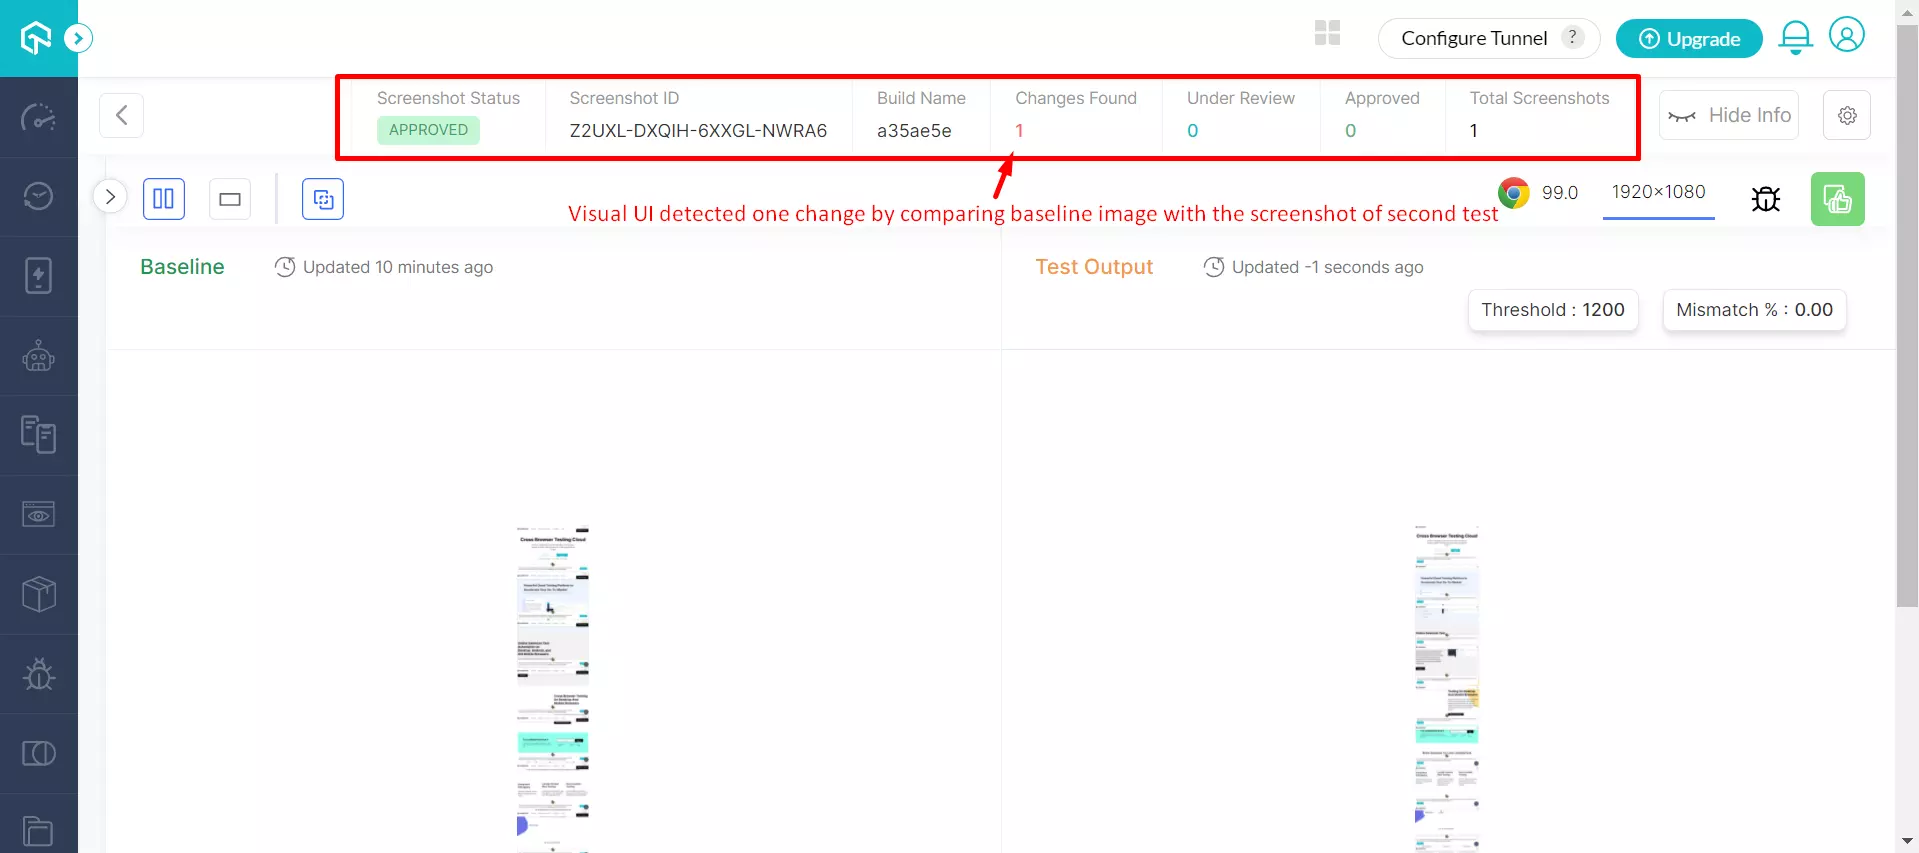 Configure Tunnel ?
Upgrade
Screenshot Status Screenshot ID Build Name Changes Found Under Review Approved Total Screenshots
APPROVED Z2UXL-DXQIH-6XXGL-NWRA6 a35ae5e 1 0 0 1
Hide Info
99.0 1920×1080
Visual UI detected one change by comparing baseline image with the screenshot of second test
Baseline Updated 10 minutes ago
Test Output Updated -1 seconds ago
Threshold : 1200 Mismatch % : 0.00
Cross Browser Testing Cloud
Cross Browser Testing Cloud